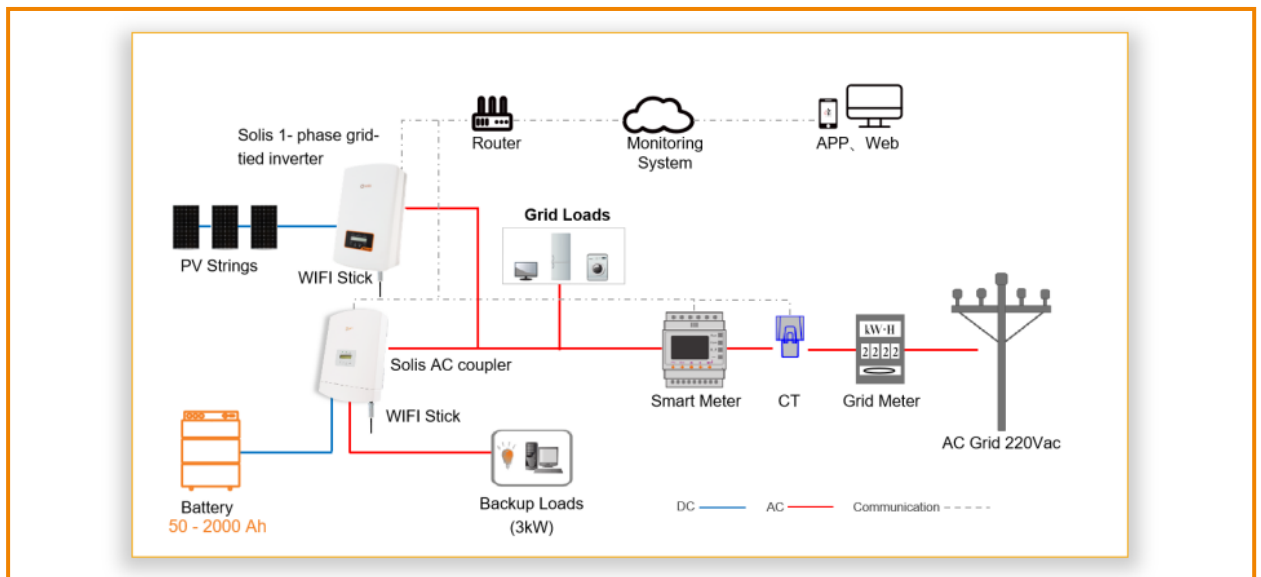 Solis 1- phase grid-
tied inverter
Router
Monitoring
System
APP、Web
Grid Loads
PV Strings
WIFI Stick
kW·H
2222
Solis AC coupler
Smart Meter
CT
Grid Meter
WIFI Stick
AC Grid 220Vac
Battery
50 - 2000 Ah
Backup Loads
(3kW)
DC
AC
Communication